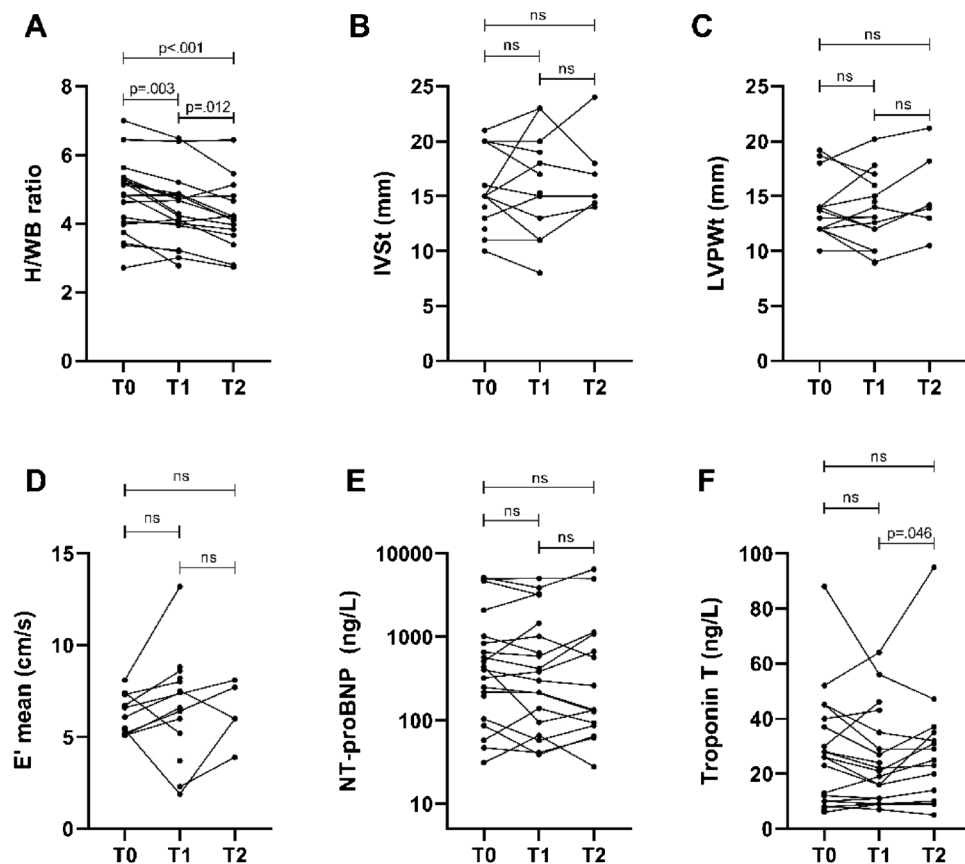 A
p<.001
p=.003
p=.012
8
6
4
2
0
H/WB ratio
T0 T1 T2
B
ns
ns
ns
25
20
15
10
5
0
IVSt (mm)
T0 T1 T2
C
ns
ns
ns
25
20
15
10
5
0
LVPWt (mm)
T0 T1 T2
D
ns
ns
ns
15
10
5
0
E' mean (cm/s)
T0 T1 T2
E
ns
ns
ns
10000
1000
100
10
NT-proBNP (ng/L)
T0 T1 T2
F
ns
ns
p=.046
100
80
60
40
20
0
Troponin T (ng/L)
T0 T1 T2